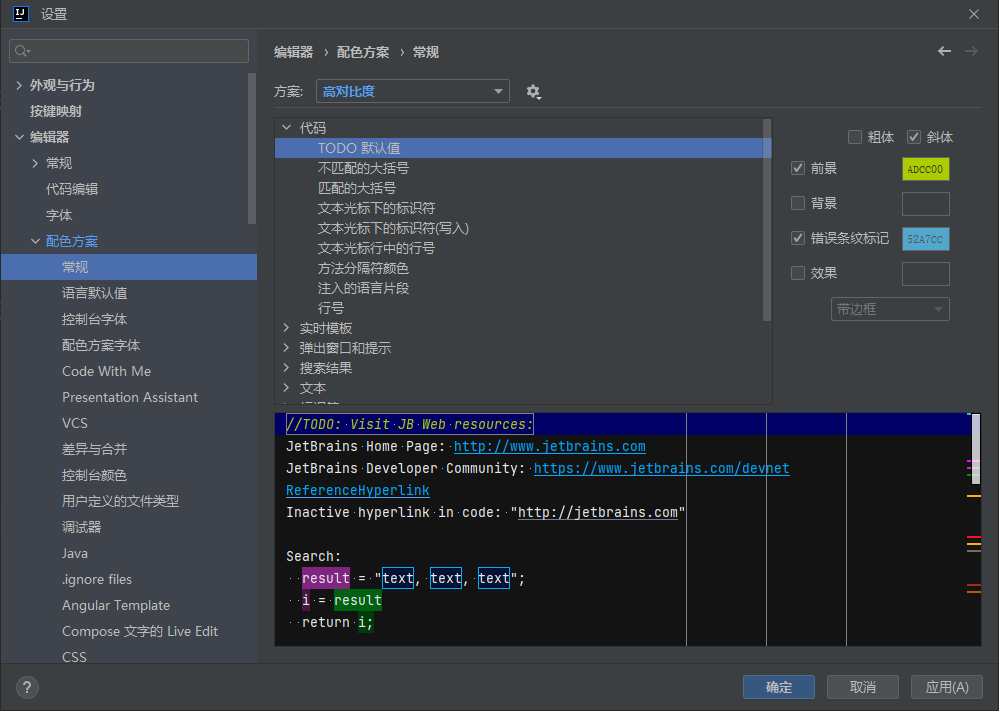 设置
外观与行为
按键映射
编辑器
常规
代码编辑
字体
配色方案
常规
语言默认值
控制台字体
配色方案字体
Code With Me
Presentation Assistant
VCS
差异与合并
控制台颜色
用户定义的文件类型
调试器
Java
.ignore files
Angular Template
Compose 文字的 Live Edit
CSS
编辑器 › 配色方案 › 常规
方案: 高对比度
代码
TODO 默认值
不匹配的大括号
匹配的大括号
文本光标下的标识符
文本光标下的标识符(写入)
文本光标行中的行号
方法分隔符颜色
注入的语言片段
行号
实时模板
弹出窗口和提示
搜索结果
文本
粗体 斜体
前景 ADCC00
背景
错误条纹标记 52A7CC
效果
带边框
//TODO: Visit JB Web resources:
JetBrains Home Page: http://www.jetbrains.com
JetBrains Developer Community: https://www.jetbrains.com/devnet
ReferenceHyperlink
Inactive hyperlink in code: "http://jetbrains.com"
Search:
result = "text, text, text";
i = result
return i;
? 确定 取消 应用(A)